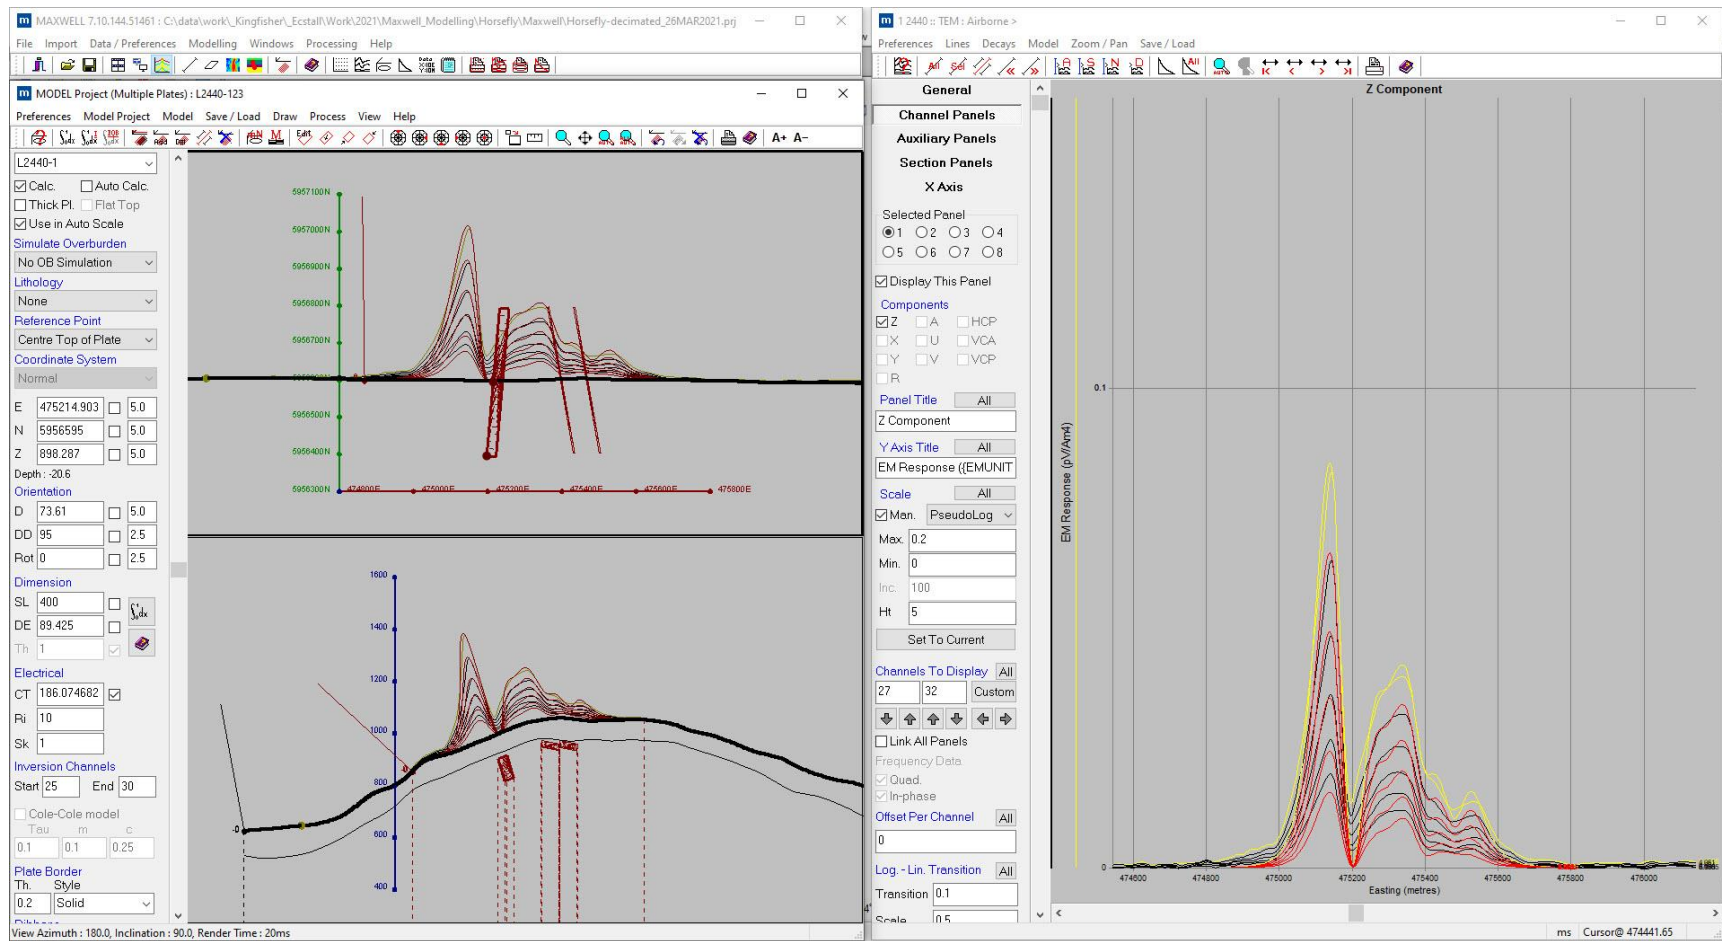 MAXWELL 7.10.144.51461 : C:\data\work\_Kingfisher\_Ecstall\Work\2021\Maxwell_Modelling\Horsefly\Maxwell\Horsefly-decimated_26MAR2021.prj
File Import Data / Preferences Modelling Windows Processing Help
MODEL Project (Multiple Plates) : L2440-123
Preferences Model Project Model Save / Load Draw Process View Help
A+ A-
L2440-1
Calc. Auto Calc.
Thick Pl. Flat Top
Use in Auto Scale
Simulate Overburden
No OB Simulation
Lithology
None
Reference Point
Centre Top of Plate
Coordinate System
Normal
E 475214.903 5.0
N 5956595 5.0
Z 898.287 5.0
Depth : -20.6
Orientation
D 73.61 5.0
DD 95 2.5
Rot 0 2.5
Dimension
SL 400
DE 89.425
Th 1
Electrical
CT 186.074682
Ri 10
Sk 1
Inversion Channels
Start 25 End 30
Cole-Cole model
Tau m c
0.1 0.1 0.25
Plate Border
Th. Style
0.2 Solid
5957100N
5957000N
5956900N
5956800N
5956700N
5956600N
5956500N
5956400N
5956300N
474800E 475000E 475200E 475400E 475600E 475800E
1600
1400
1200
1000
800
600
400
-0
View Azimuth : 180.0, Inclination : 90.0, Render Time : 20ms
1 2440 :: TEM : Airborne >
Preferences Lines Decays Model Zoom / Pan Save / Load
General
Channel Panels
Auxiliary Panels
Section Panels
X Axis
Selected Panel
1 2 3 4
5 6 7 8
Display This Panel
Components
Z A HCP
X U VCA
Y V VCP
R
Panel Title All
Z Component
Y Axis Title All
EM Response ({EMUNIT
Scale All
Man. PseudoLog
Max. 0.2
Min. 0
Inc. 100
Ht 5
Set To Current
Channels To Display All
27 32 Custom
Link All Panels
Frequency Data
Quad.
In-phase
Offset Per Channel All
0
Log. - Lin. Transition All
Transition 0.1
Scale 0.5
Z Component
EM Response (pV/Am4)
0.1
0
474600 474800 475000 475200 475400 475600 475800 476000
Easting (metres)
ms Cursor@ 474441.65